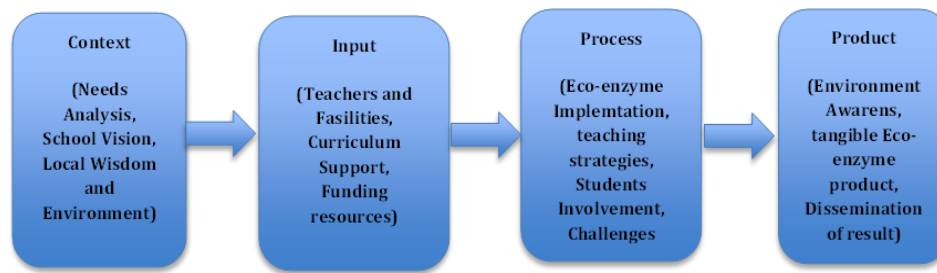 Context
(Needs
Analysis,
School Vision,
Local Wisdom
and
Environment)
Input
(Teachers and
Fasilities,
Curriculum
Support,
Funding
resources)
Process
(Eco-enzyme
Implemtation,
teaching
strategies,
Students
Involvement,
Challenges
Product
(Environment
Awarens,
tangible Eco-
enzyme
product,
Dissemination
of result)